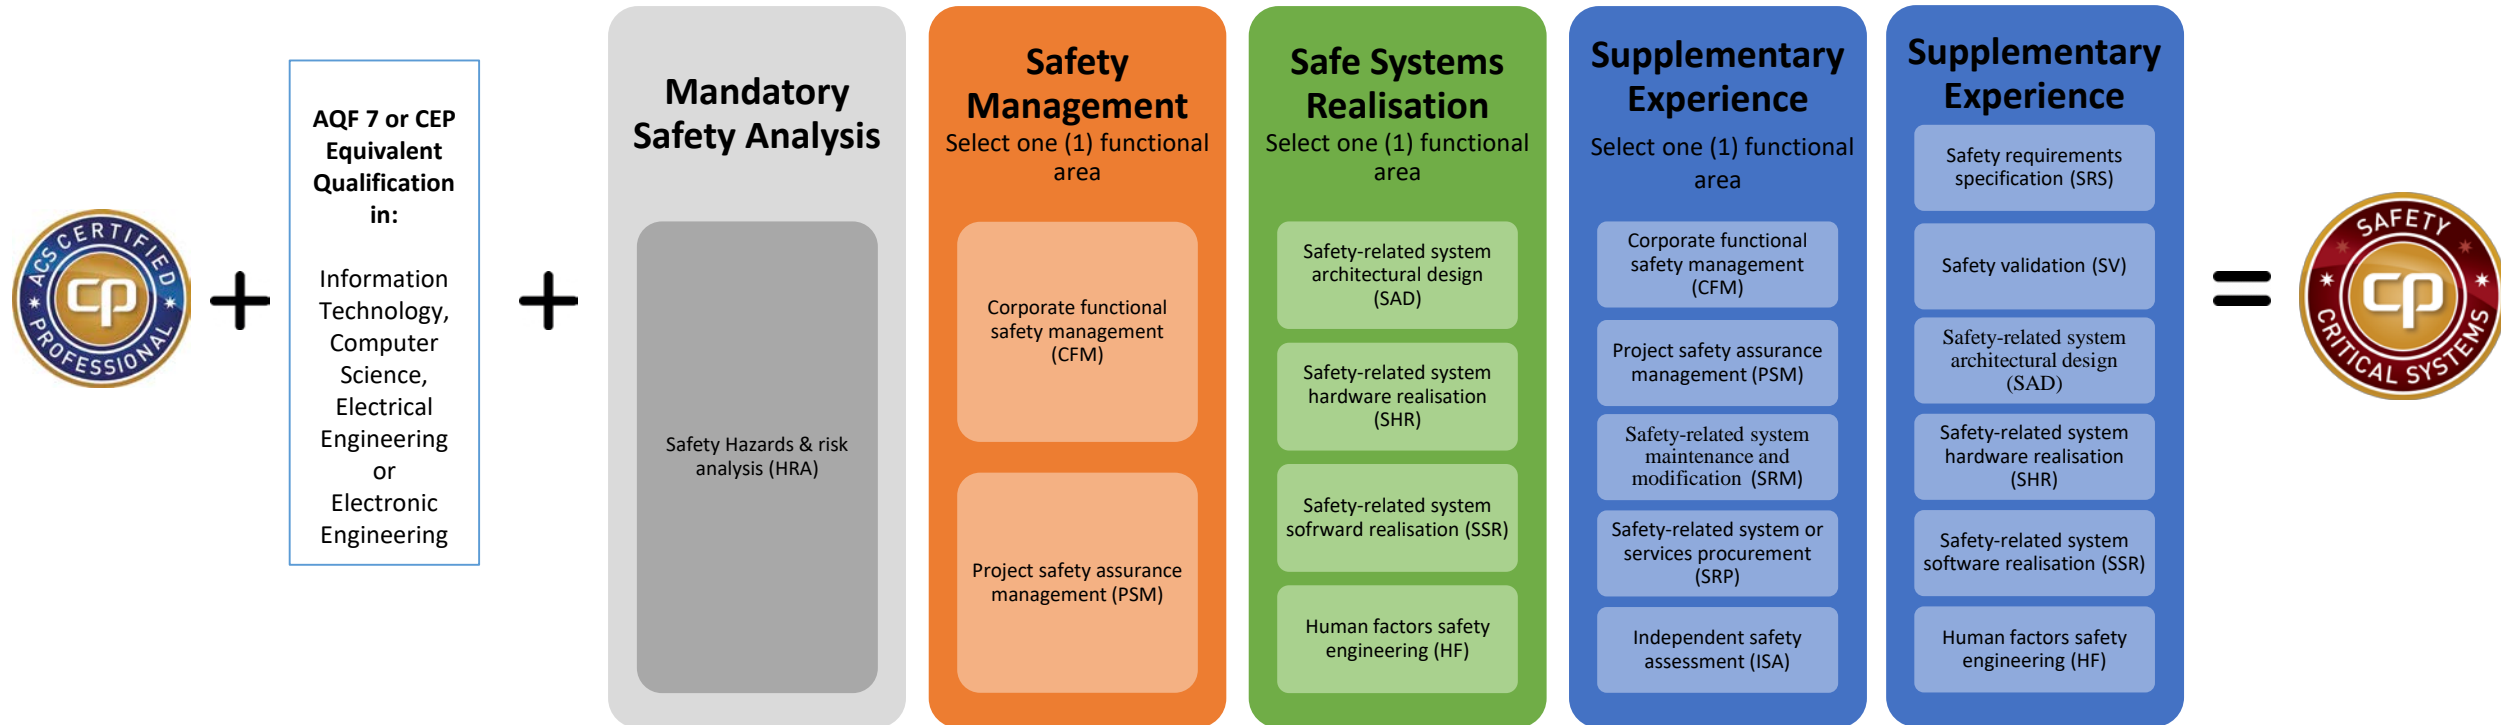 ACS CERTIFIED
cp
PROFESSIONAL
+
AQF 7 or CEP
Equivalent
Qualification
in:
Information
Technology,
Computer
Science,
Electrical
Engineering
or
Electronic
Engineering
+
Mandatory
Safety Analysis
Safety Hazards & risk
analysis (HRA)
Safety
Management
Select one (1) functional
area
Corporate functional
safety management
(CFM)
Project safety assurance
management (PSM)
Safe Systems
Realisation
Select one (1) functional
area
Safety-related system
architectural design
(SAD)
Safety-related system
hardware realisation
(SHR)
Safety-related system
sofrward realisation (SSR)
Human factors safety
engineering (HF)
Supplementary
Experience
Select one (1) functional
area
Corporate functional
safety management
(CFM)
Project safety assurance
management (PSM)
Safety-related system
maintenance and
modification (SRM)
Safety-related system or
services procurement
(SRP)
Independent safety
assessment (ISA)
Supplementary
Experience
Safety requirements
specification (SRS)
Safety validation (SV)
Safety-related system
architectural design
(SAD)
Safety-related system
hardware realisation
(SHR)
Safety-related system
software realisation (SSR)
Human factors safety
engineering (HF)
=
SAFETY
cp
CRITICAL SYSTEMS